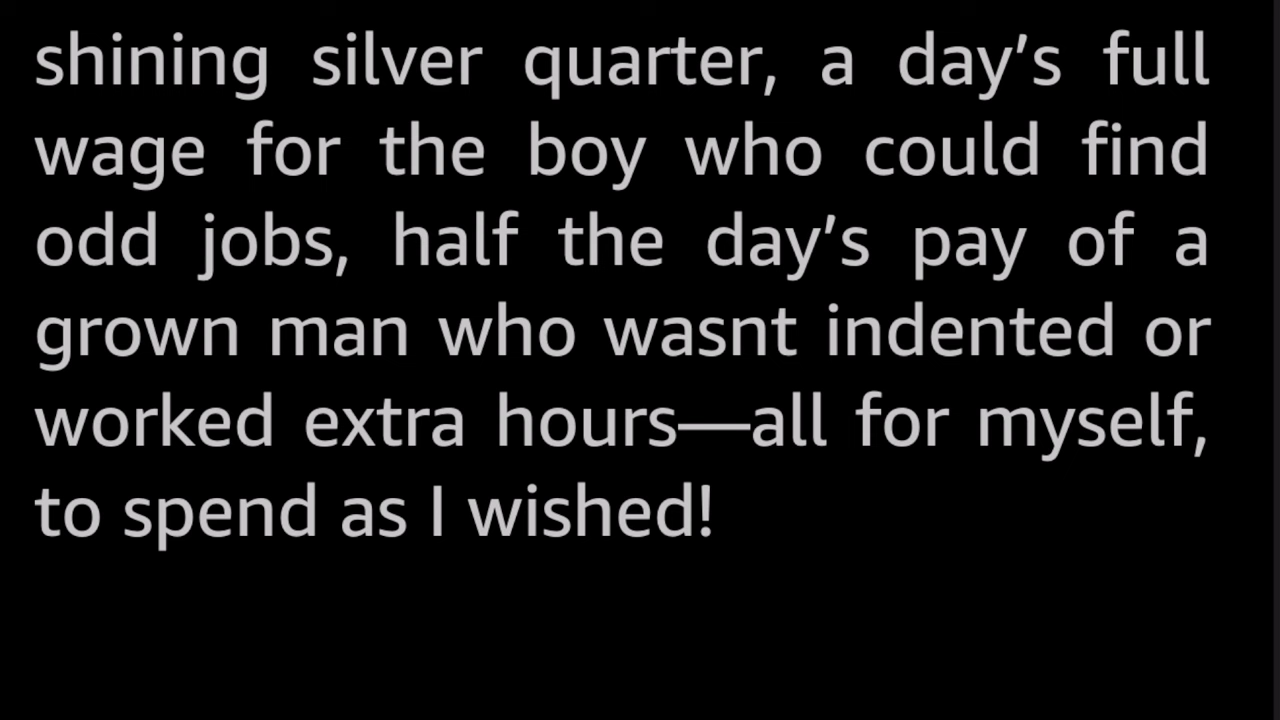 shining silver quarter, a day’s full
wage for the boy who could find
odd jobs, half the day’s pay of a
grown man who wasnt indented or
worked extra hours—all for myself,
to spend as I wished!